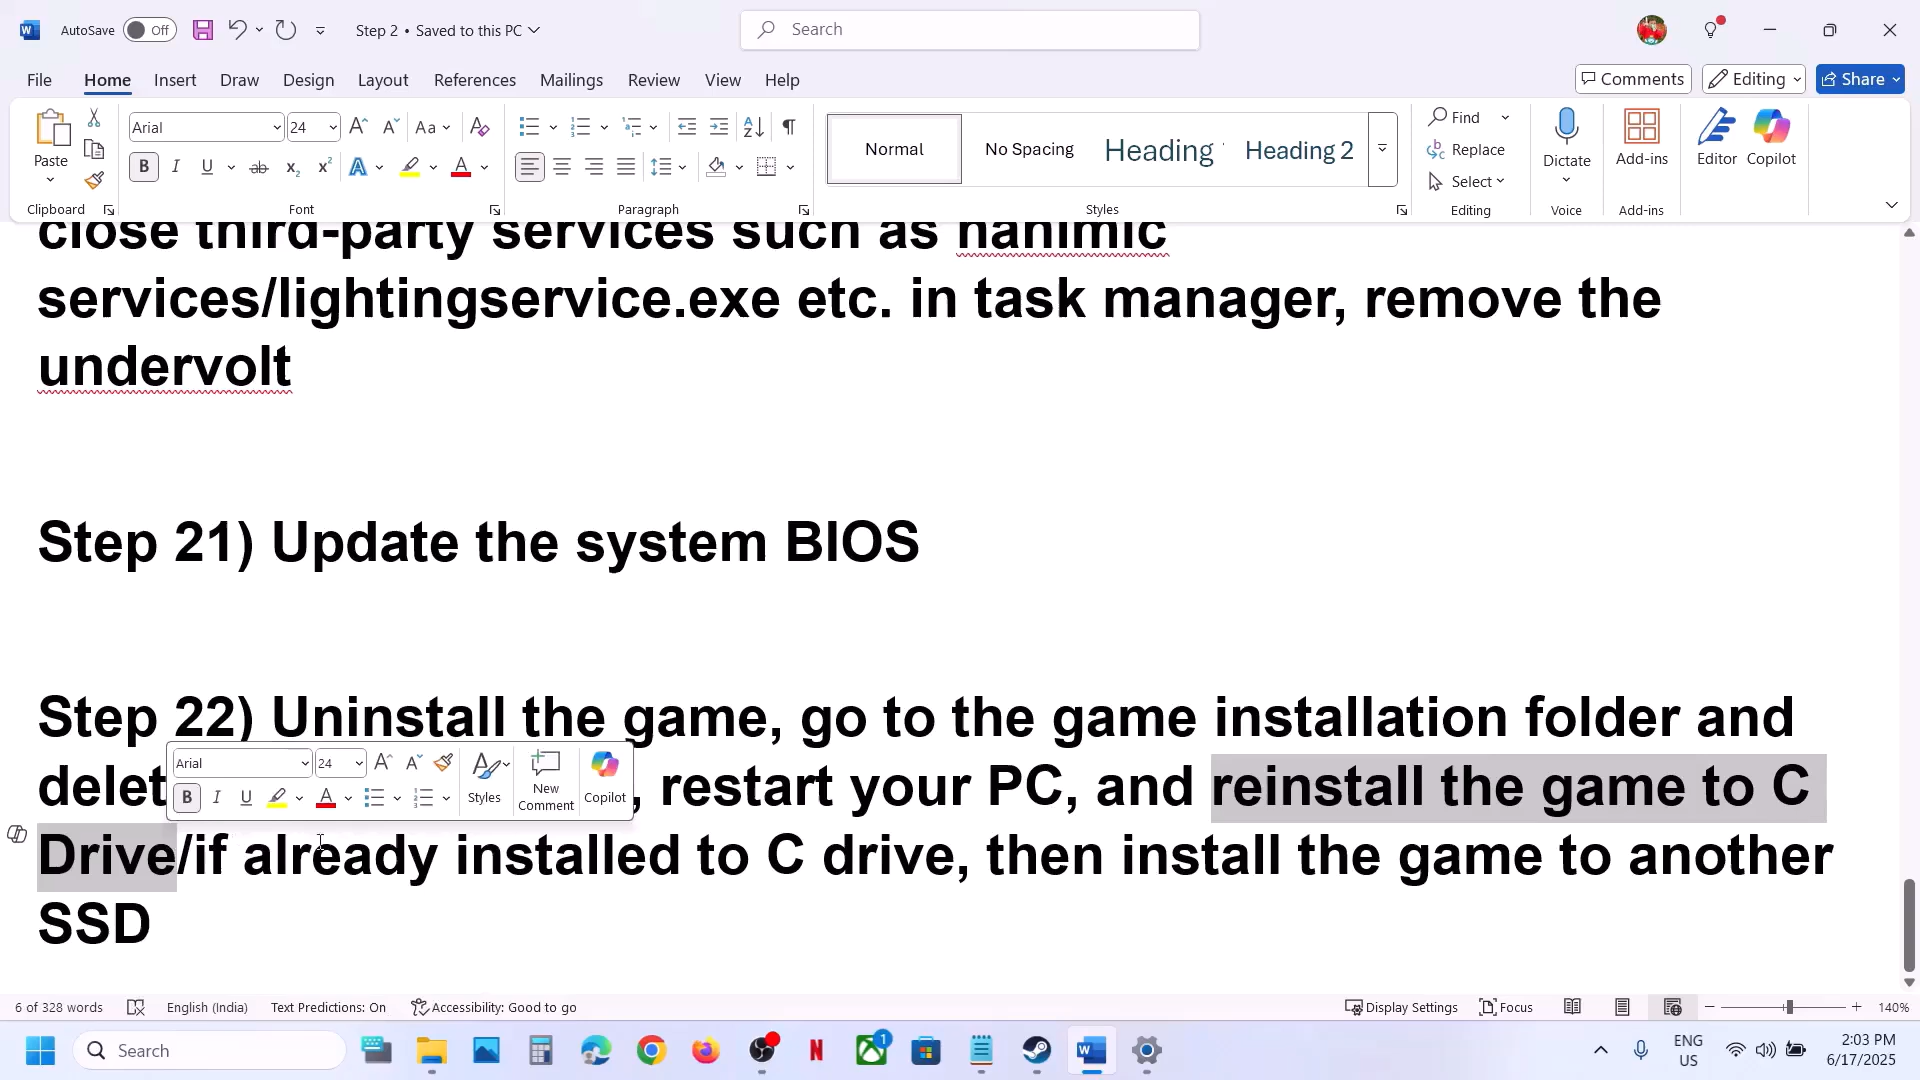 AutoSave
Off
Step 2 • Saved to this PC
Search
File
Home
Insert
Draw
Design
Layout
References
Mailings
Review
View
Help
Comments
Editing
Share
Paste
Clipboard
Arial
24
Font
Paragraph
Normal
No Spacing
Heading
Heading 2
Styles
Find
Replace
Select
Editing
Dictate
Voice
Add-ins
Add-ins
Editor
Copilot
close third-party services such as nahimic
services/lightingservice.exe etc. in task manager, remove the
undervolt
Step 21) Update the system BIOS
Step 22) Uninstall the game, go to the game installation folder and
delet
, restart your PC, and reinstall the game to C
Drive/if already installed to C drive, then install the game to another
SSD
Arial
24
Styles
New
Comment
Copilot
6 of 328 words
English (India)
Text Predictions: On
Accessibility: Good to go
Display Settings
Focus
140%
Search
1
ENG
US
2:03 PM
6/17/2025